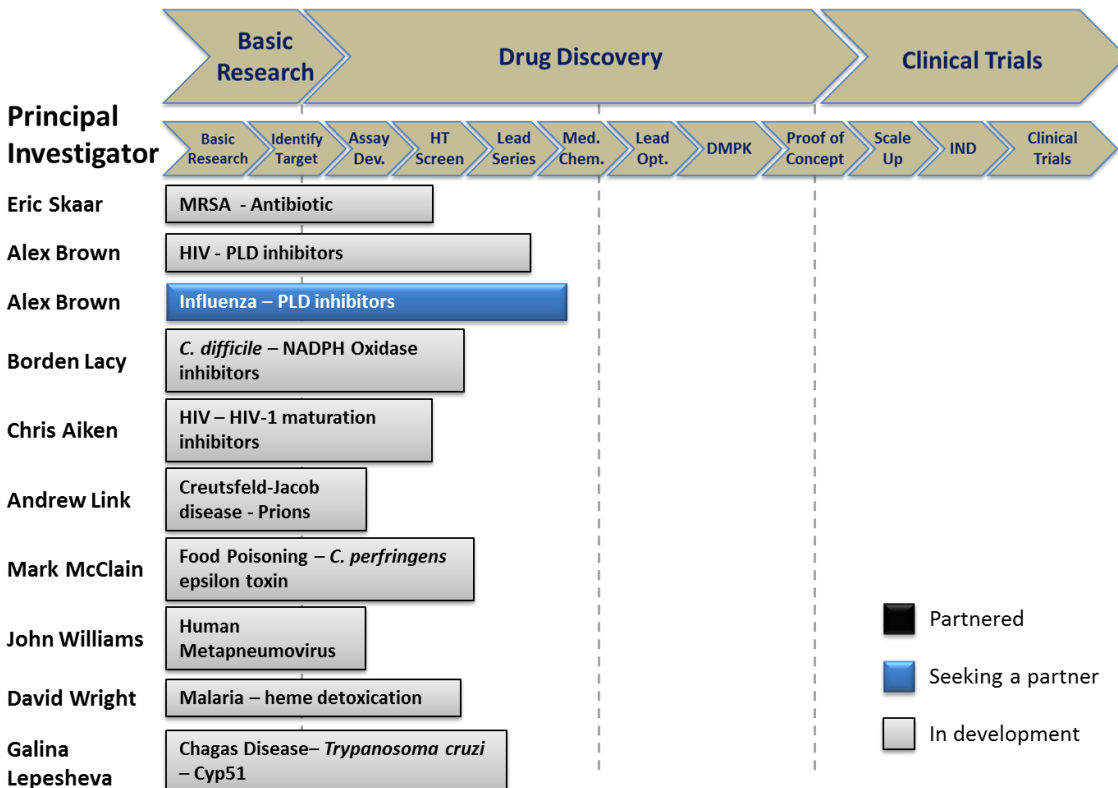 Basic
Research
Drug Discovery
Clinical Trials
Principal
Investigator
Basic
Research
Identify
Target
Assay
Dev.
HT
Screen
Lead
Series
Med.
Chem.
Lead
Opt.
DMPK
Proof of
Concept
Scale
Up
IND
Clinical
Trials
Eric Skaar
MRSA - Antibiotic
Alex Brown
HIV - PLD inhibitors
Alex Brown
Influenza – PLD inhibitors
Borden Lacy
C. difficile – NADPH Oxidase
inhibitors
Chris Aiken
HIV – HIV-1 maturation
inhibitors
Andrew Link
Creutsfeld-Jacob
disease - Prions
Mark McClain
Food Poisoning – C. perfringens
epsilon toxin
John Williams
Human
Metapneumovirus
David Wright
Malaria – heme detoxication
Galina
Lepesheva
Chagas Disease– Trypanosoma cruzi
– Cyp51
Partnered
Seeking a partner
In development